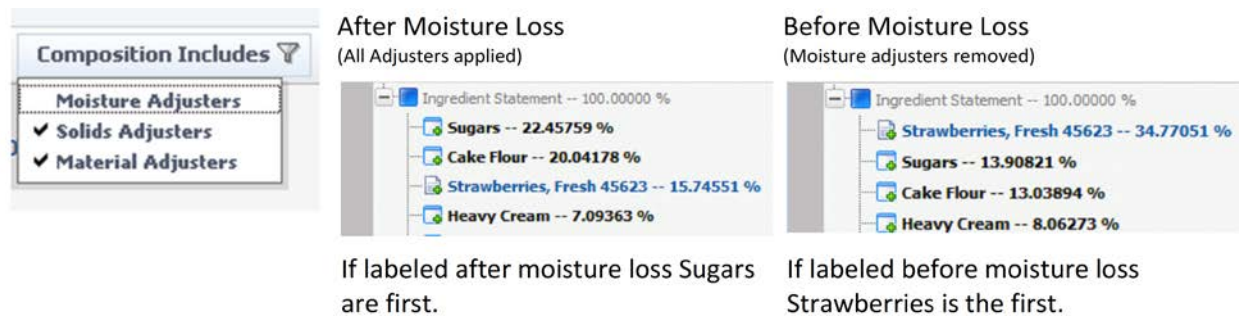 Composition Includes
Moisture Adjusters
✔ Solids Adjusters
✔ Material Adjusters
After Moisture Loss
(All Adjusters applied)
Ingredient Statement -- 100.00000 %
Sugars -- 22.45759 %
Cake Flour -- 20.04178 %
Strawberries, Fresh 45623 -- 15.74551 %
Heavy Cream -- 7.09363 %
If labeled after moisture loss Sugars
are first.
Before Moisture Loss
(Moisture adjusters removed)
Ingredient Statement -- 100.00000 %
Strawberries, Fresh 45623 -- 34.77051 %
Sugars -- 13.90821 %
Cake Flour -- 13.03894 %
Heavy Cream -- 8.06273 %
If labeled before moisture loss
Strawberries is the first.